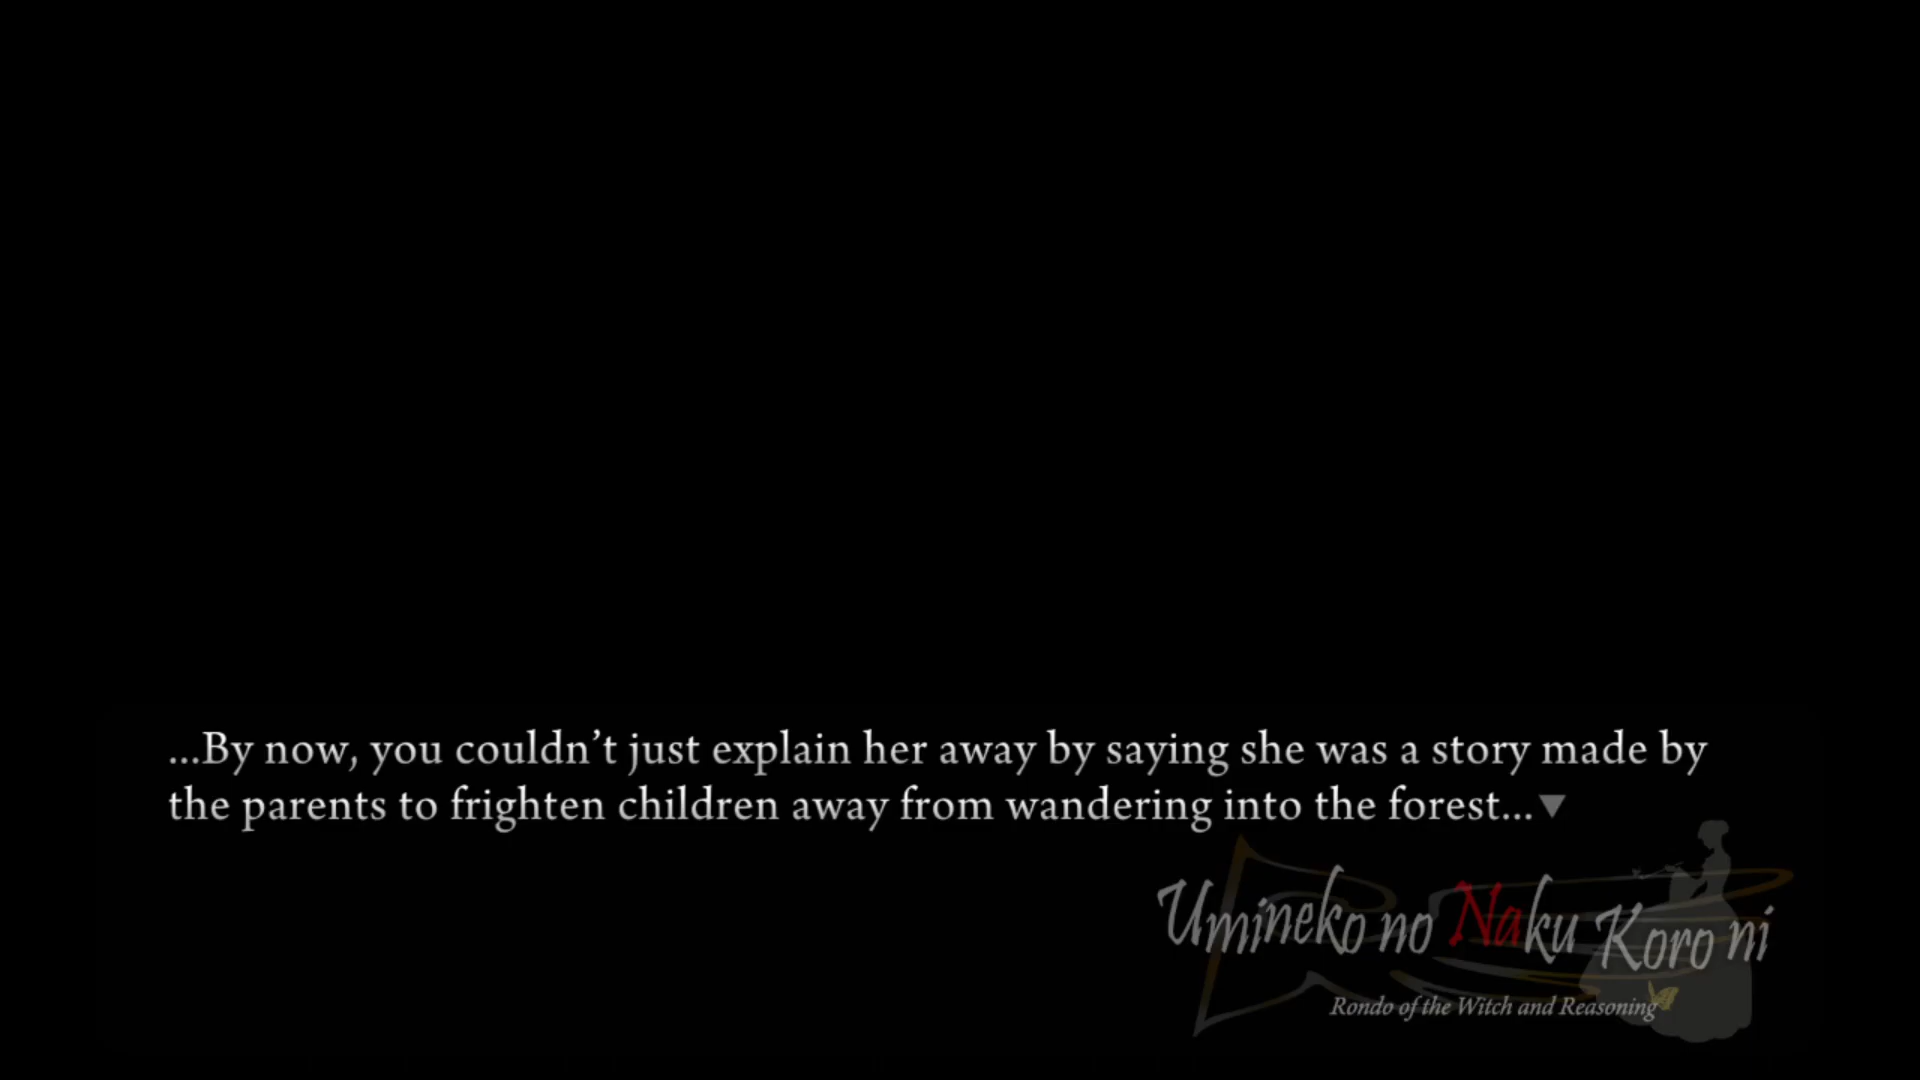 ...By now, you couldn’t just explain her away by saying she was a story made by
the parents to frighten children away from wandering into the forest...
Umineko no Naku Koro ni
Rondo of the Witch and Reasoning